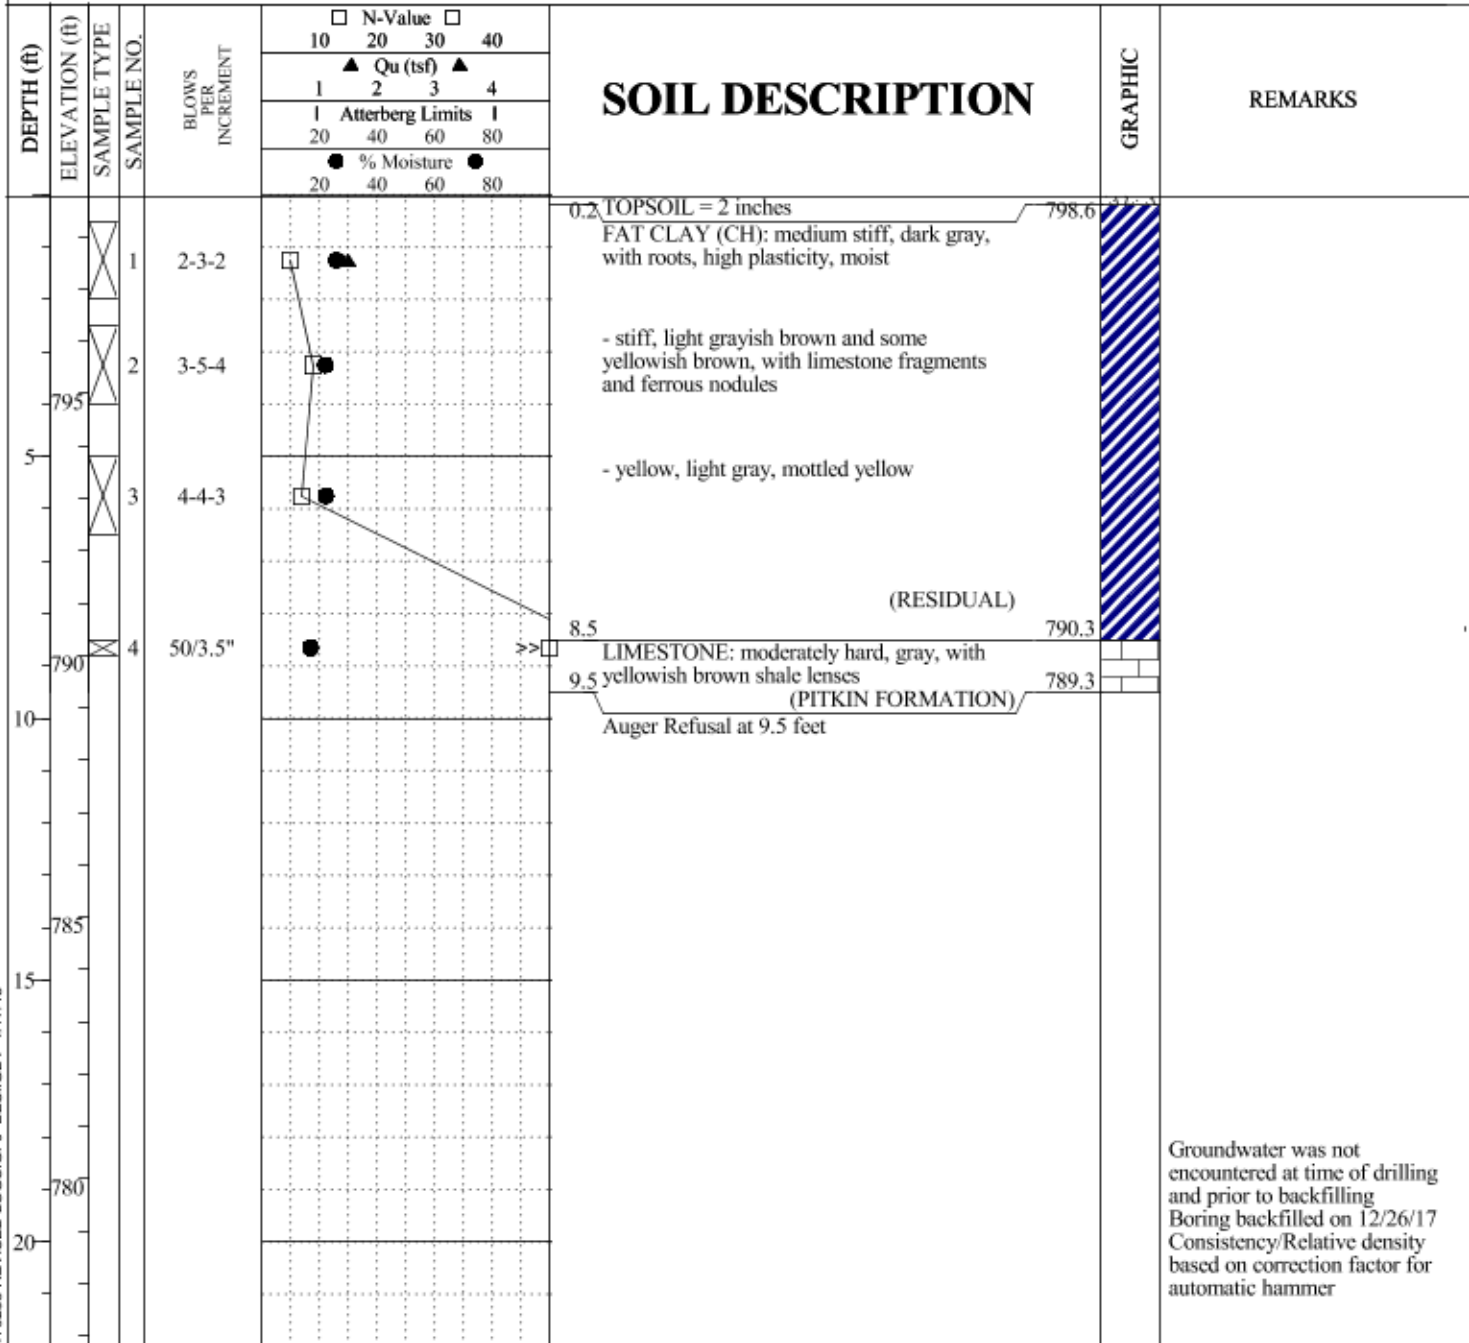 DEPTH (ft)
ELEVATION (ft)
SAMPLE TYPE
SAMPLE NO.
BLOWS
PER
INCREMENT
N-Value
10 20 30 40
Qu (tsf)
1 2 3 4
Atterberg Limits
20 40 60 80
% Moisture
20 40 60 80
SOIL DESCRIPTION
GRAPHIC
REMARKS
0.2 TOPSOIL = 2 inches 798.6
FAT CLAY (CH): medium stiff, dark gray,
with roots, high plasticity, moist
1 2-3-2
- stiff, light grayish brown and some
yellowish brown, with limestone fragments
and ferrous nodules
2 3-5-4
795
5
- yellow, light gray, mottled yellow
3 4-4-3
(RESIDUAL)
8.5 790.3
4 50/3.5" >>
LIMESTONE: moderately hard, gray, with
790
9.5 yellowish brown shale lenses 789.3
(PITKIN FORMATION)
10
Auger Refusal at 9.5 feet
785
15
780
20
Groundwater was not
encountered at time of drilling
and prior to backfilling
Boring backfilled on 12/26/17
Consistency/Relative density
based on correction factor for
automatic hammer